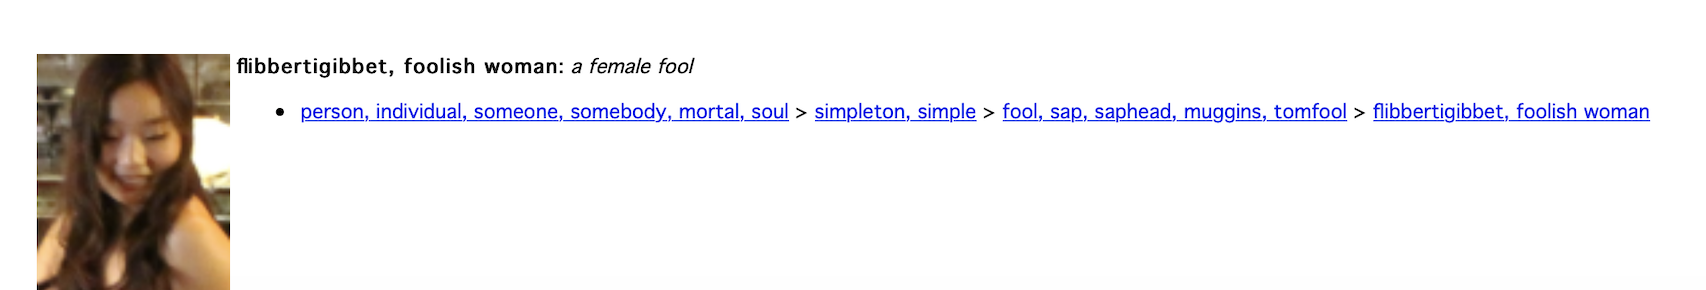 flibbertigibbet, foolish woman: a female fool
• person, individual, someone, somebody, mortal, soul > simpleton, simple > fool, sap, saphead, muggins, tomfool > flibbertigibbet, foolish woman